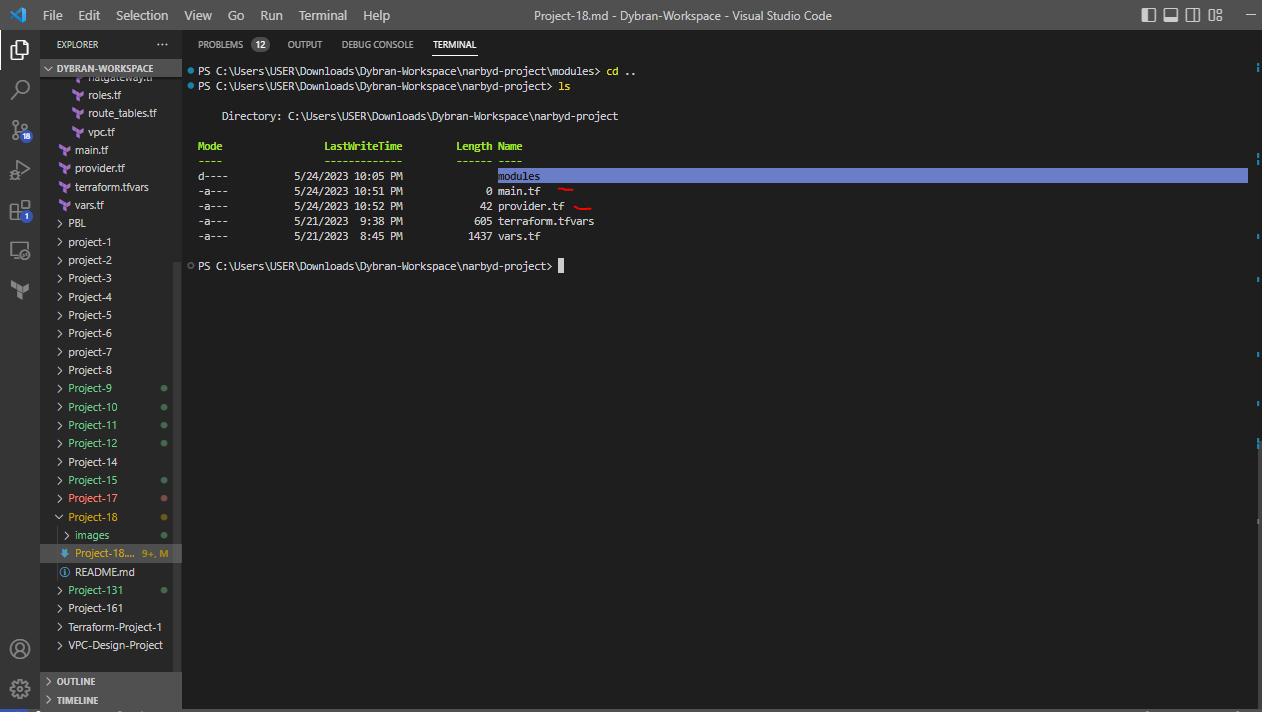 File Edit Selection View Go Run Terminal Help Project-18.md - Dybran-Workspace - Visual Studio Code
EXPLORER ...
PROBLEMS 12 OUTPUT DEBUG CONSOLE TERMINAL
DYBRAN-WORKSPACE
natgateway.tf
roles.tf
route_tables.tf
vpc.tf
main.tf
provider.tf
terraform.tfvars
vars.tf
PBL
project-1
project-2
Project-3
Project-4
Project-5
Project-6
project-7
Project-8
Project-9
Project-10
Project-11
Project-12
Project-14
Project-15
Project-17
Project-18
images
Project-18.... 9+, M
README.md
Project-131
Project-161
Terraform-Project-1
VPC-Design-Project
OUTLINE
TIMELINE
18
1
PS C:\Users\USER\Downloads\Dybran-Workspace\narbyd-project\modules> cd ..
PS C:\Users\USER\Downloads\Dybran-Workspace\narbyd-project> ls
Directory: C:\Users\USER\Downloads\Dybran-Workspace\narbyd-project
Mode LastWriteTime Length Name
---- ------------- ------ ----
d---- 5/24/2023 10:05 PM modules
-a--- 5/24/2023 10:51 PM 0 main.tf
-a--- 5/24/2023 10:52 PM 42 provider.tf
-a--- 5/21/2023 9:38 PM 605 terraform.tfvars
-a--- 5/21/2023 8:45 PM 1437 vars.tf
PS C:\Users\USER\Downloads\Dybran-Workspace\narbyd-project>